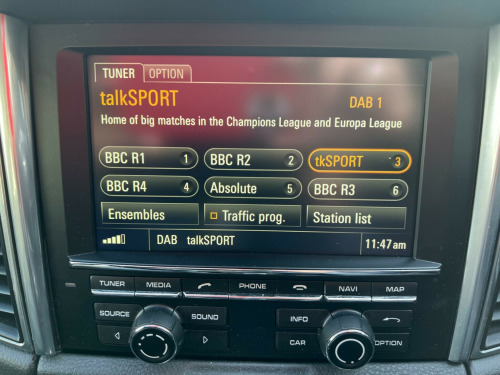 TUNER OPTION
talkSPORT DAB 1
Home of big matches in the Champions League and Europa League
BBC R1 1 BBC R2 2 tkSPORT 3
BBC R4 4 Absolute 5 BBC R3 6
Ensembles Traffic prog. Station list
DAB talkSPORT 11:47 am
TUNER MEDIA PHONE NAVI MAP
SOURCE SOUND INFO
CAR OPTION